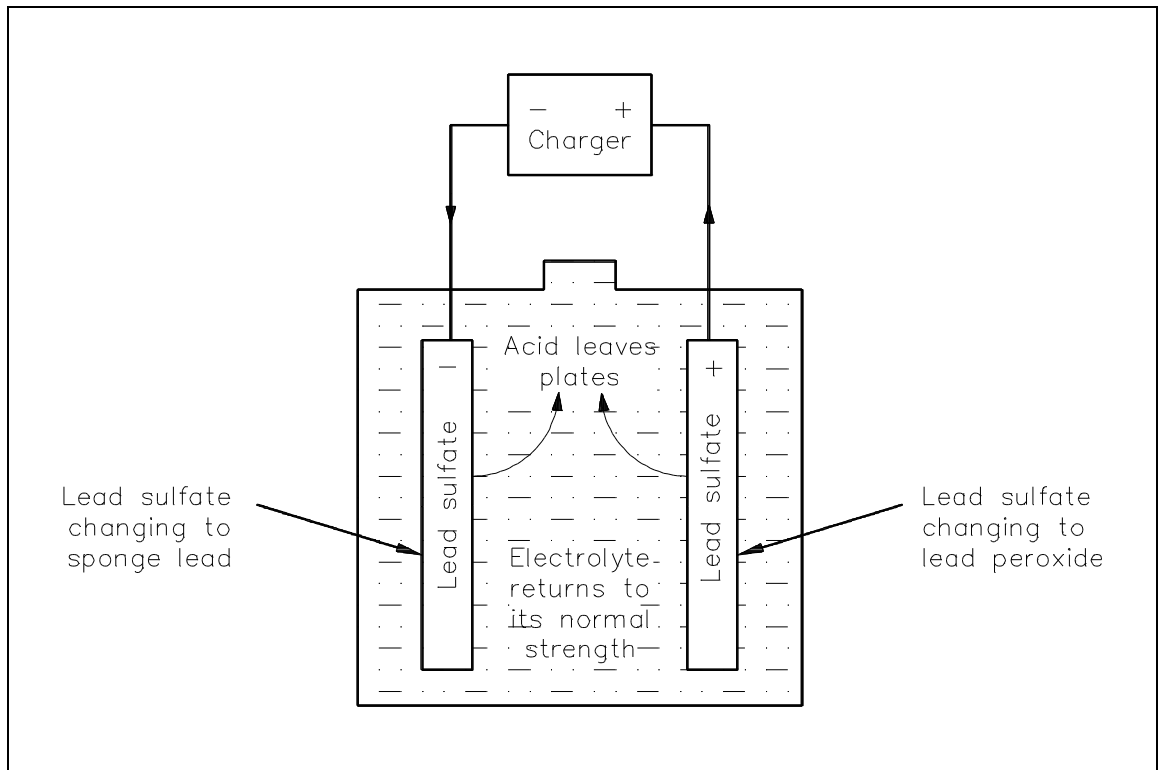 − +
Charger
Acid leaves
plates
−
Lead sulfate
+
Lead sulfate
Lead sulfate
changing to
sponge lead
Electrolyte
returns to
its normal
strength
Lead sulfate
changing to
lead peroxide